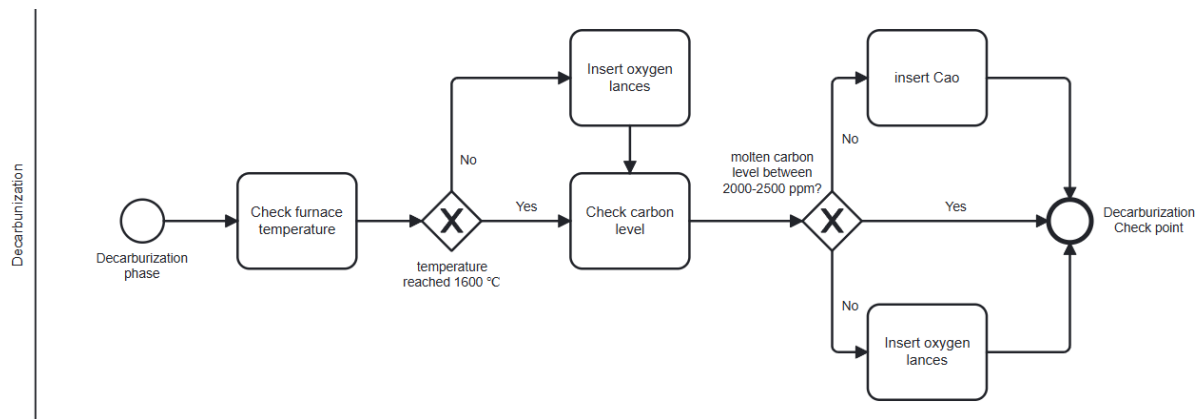 Decarbunization
Decarburization
phase
Check furnace
temperature
temperature
reached 1600 °C
No
Yes
Insert oxygen
lances
Check carbon
level
molten carbon
level between
2000-2500 ppm?
No
Yes
No
insert Cao
Insert oxygen
lances
Decarburization
Check point